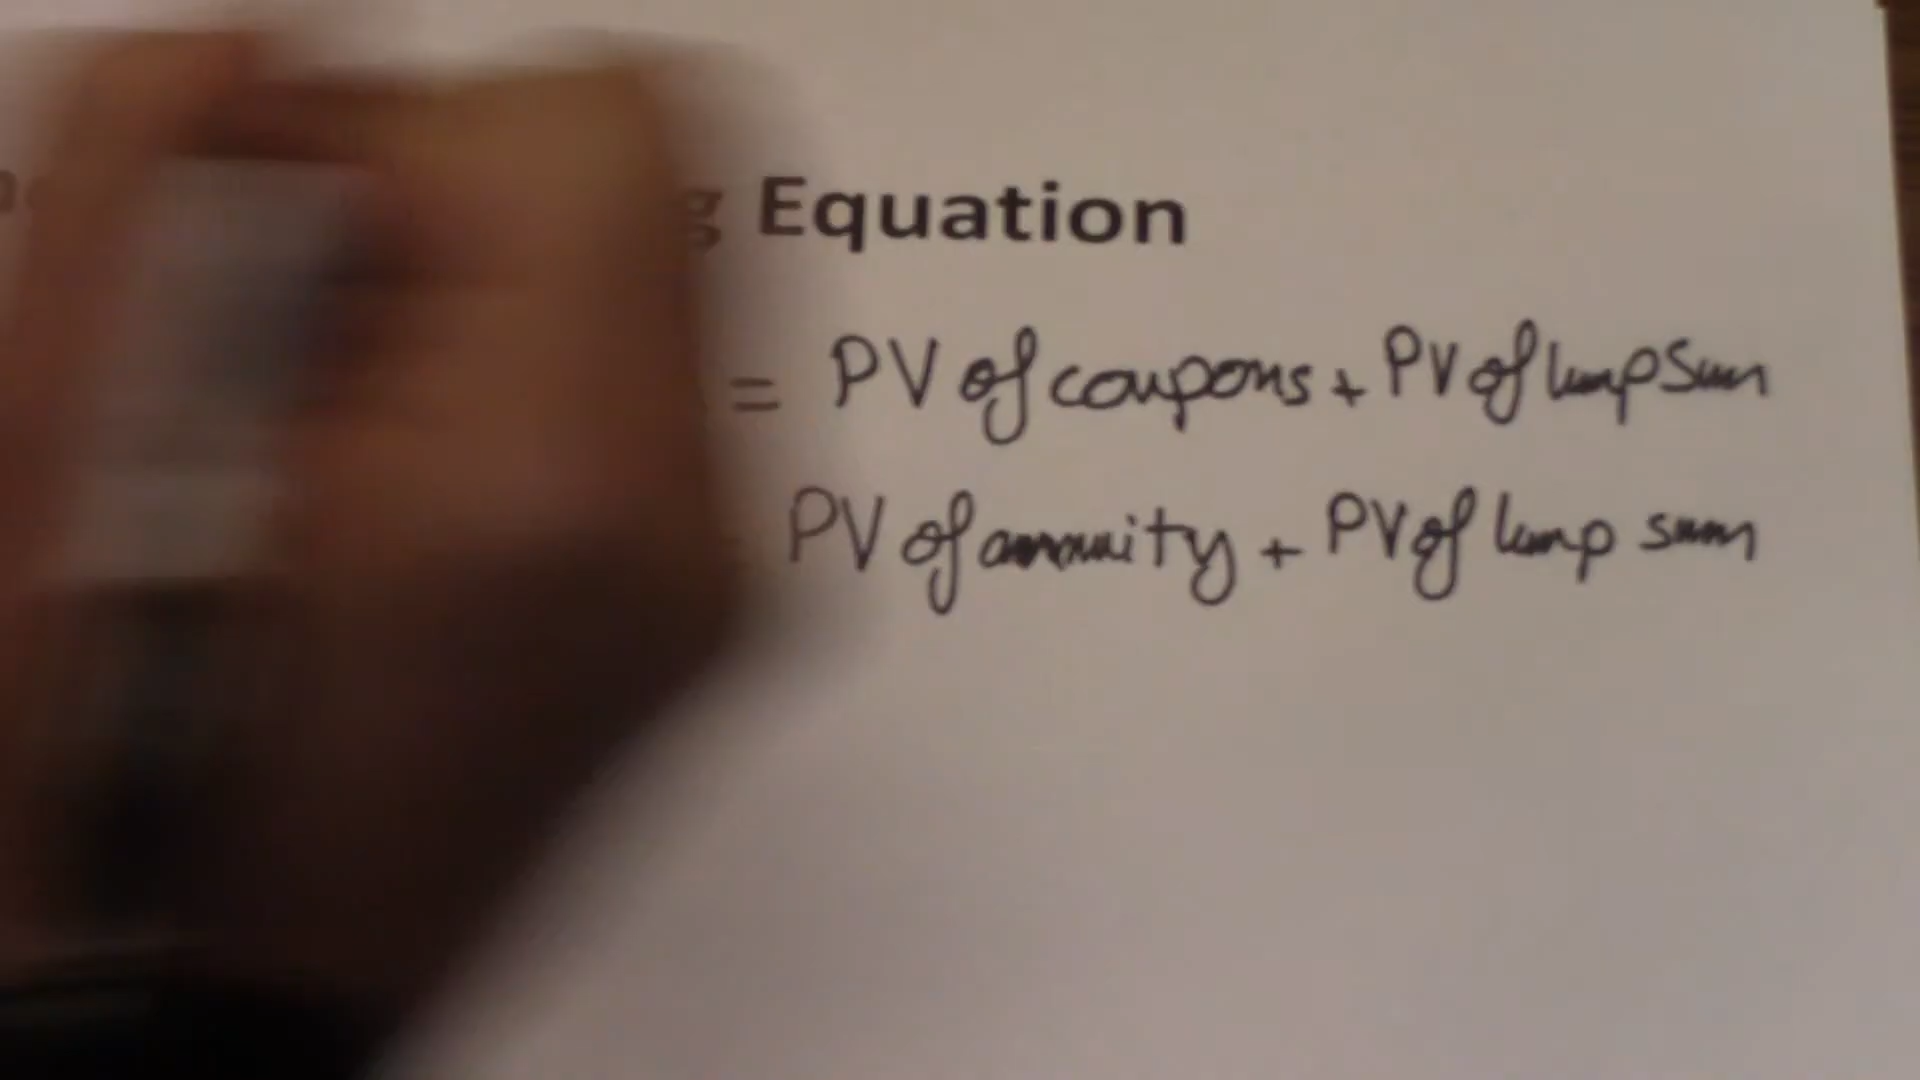 Equation
= PV of coupons + PV of lump sum
PV of annuity + PV of lump sum